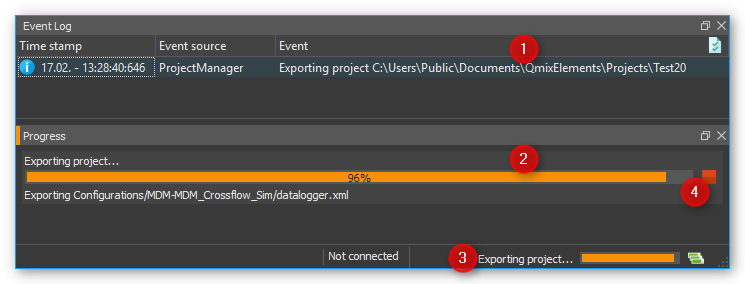 Event Log
Time stamp Event source Event 1
17.02. - 13:28:40:646 ProjectManager Exporting project C:\Users\Public\Documents\QmixElements\Projects\Test20
Progress
Exporting project... 2
96%
4
Exporting Configurations/MDM-MDM_Crossflow_Sim/datalogger.xml
Not connected 3 Exporting project...